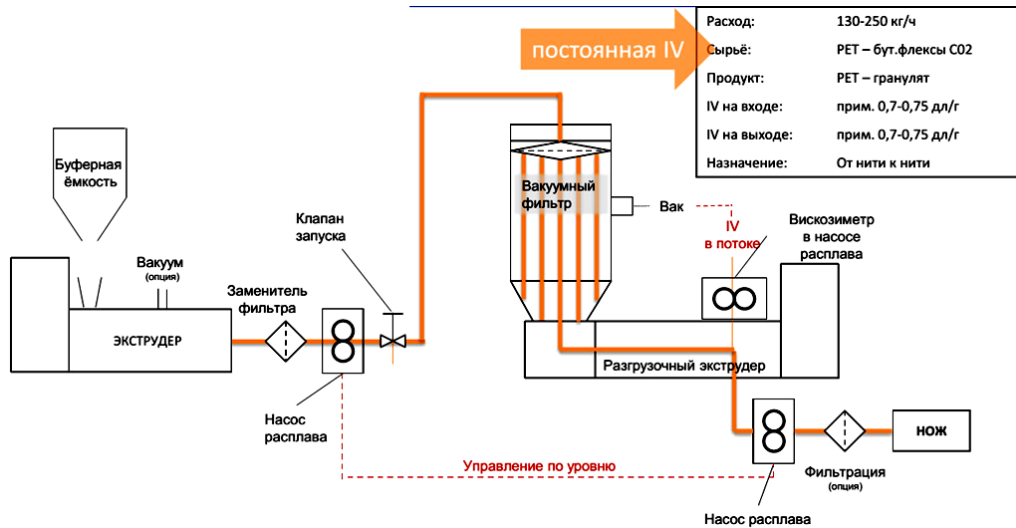 постоянная IV
Расход: 130-250 кг/ч
Сырьё: PET – бут.флексы C02
Продукт: PET – гранулят
IV на входе: прим. 0,7-0,75 дл/г
IV на выходе: прим. 0,7-0,75 дл/г
Назначение: От нити к нити
Буферная
ёмкость
Вакуум
(опция)
ЭКСТРУДЕР
Заменитель
фильтра
Клапан
запуска
Насос
расплава
Вакуумный
фильтр
Вак
IV
в потоке
Вискозиметр
в насосе
расплава
Разгрузочный экструдер
Управление по уровню
Насос расплава
Фильтрация
(опция)
НОЖ